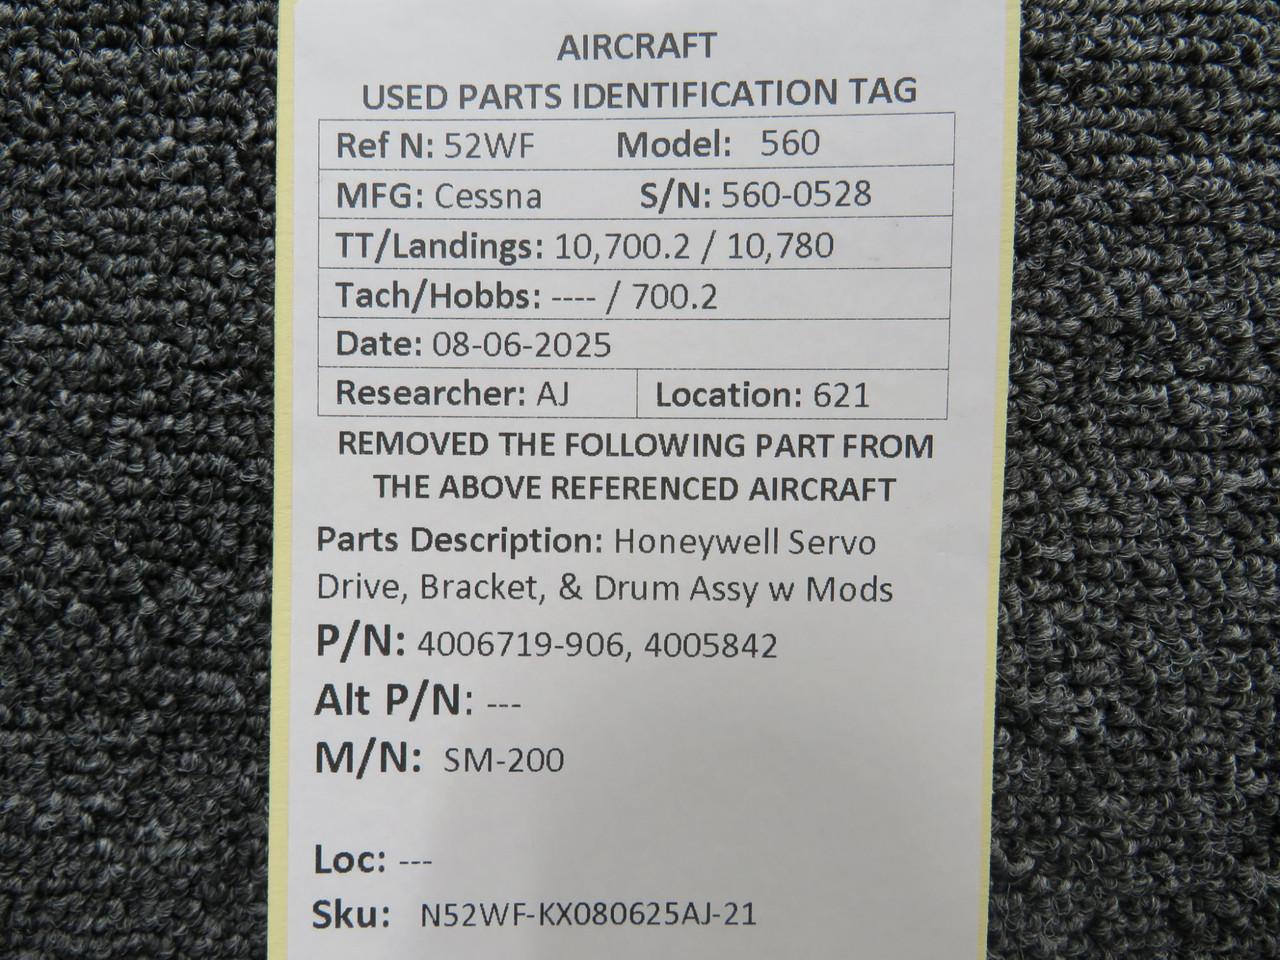 AIRCRAFT
USED PARTS IDENTIFICATION TAG
Ref N: 52WF Model: 560
MFG: Cessna S/N: 560-0528
TT/Landings: 10,700.2 / 10,780
Tach/Hobbs: ---- / 700.2
Date: 08-06-2025
Researcher: AJ Location: 621
REMOVED THE FOLLOWING PART FROM
THE ABOVE REFERENCED AIRCRAFT
Parts Description: Honeywell Servo
Drive, Bracket, & Drum Assy w Mods
P/N: 4006719-906, 4005842
Alt P/N: ---
M/N: SM-200
Loc: ---
Sku: N52WF-KX080625AJ-21